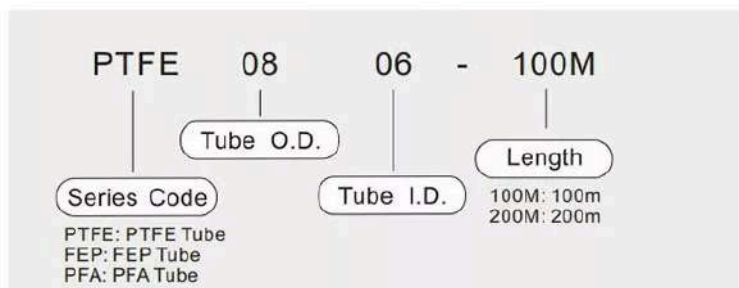 PTFE 08 06 - 100M
Tube O.D.
Length
Series Code
Tube I.D.
100M: 100m
200M: 200m
PTFE: PTFE Tube
FEP: FEP Tube
PFA: PFA Tube